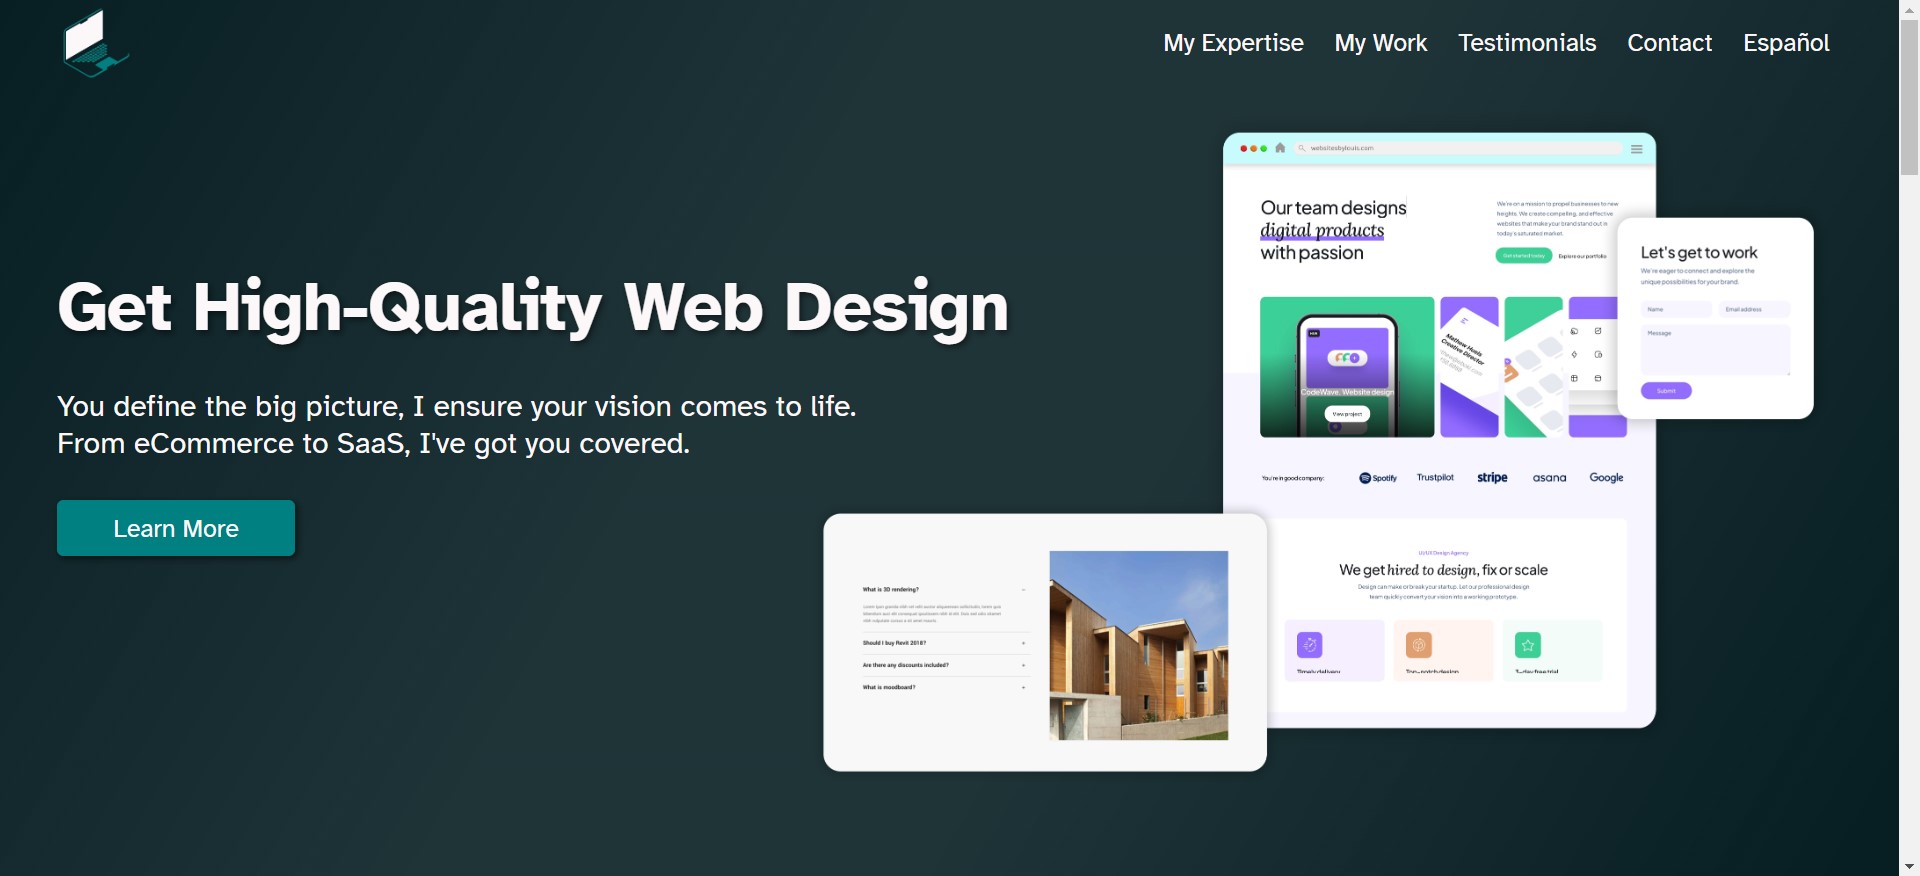 My Expertise
My Work
Testimonials
Contact
Español
Get High-Quality Web Design
You define the big picture, I ensure your vision comes to life.
From eCommerce to SaaS, I've got you covered.
Learn More
websitesbylouis.com
Our team designs
digital products
with passion
We're on a mission to propel businesses to new
heights. We create compelling, and effective
websites that make your brand stand out in
today's saturated market.
Get started today
Explore our portfolio
CodeWave. Website design
View project
Mathew Huels
Creative Director
You're in good company:
Spotify
Trustpilot
stripe
asana
Google
UI/UX Design Agency
We get hired to design, fix or scale
Design can make or break your startup. Let our professional design
team quickly convert your vision into a working prototype.
Timely delivery
Top-notch design
3-day free trial
Let's get to work
We're eager to connect and explore the
unique possibilities for your brand.
Name
Email address
Message
Submit
What is 3D rendering?
Should I buy Revit 2018?
Are there any discounts included?
What is moodboard?